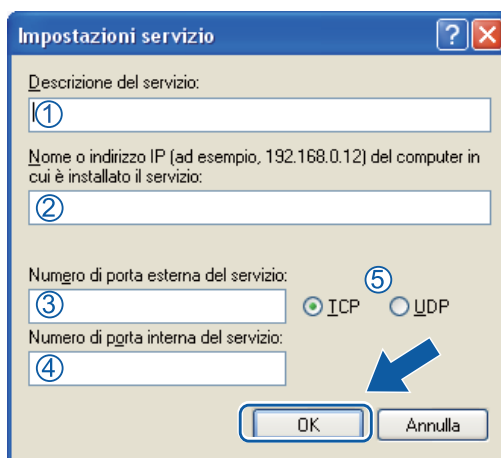 Impostazioni servizio
Descrizione del servizio:
①
Nome o indirizzo IP (ad esempio, 192.168.0.12) del computer in
cui è installato il servizio:
②
Numero di porta esterna del servizio:
⑤
③ TCP UDP
Numero di porta interna del servizio:
④
OK Annulla